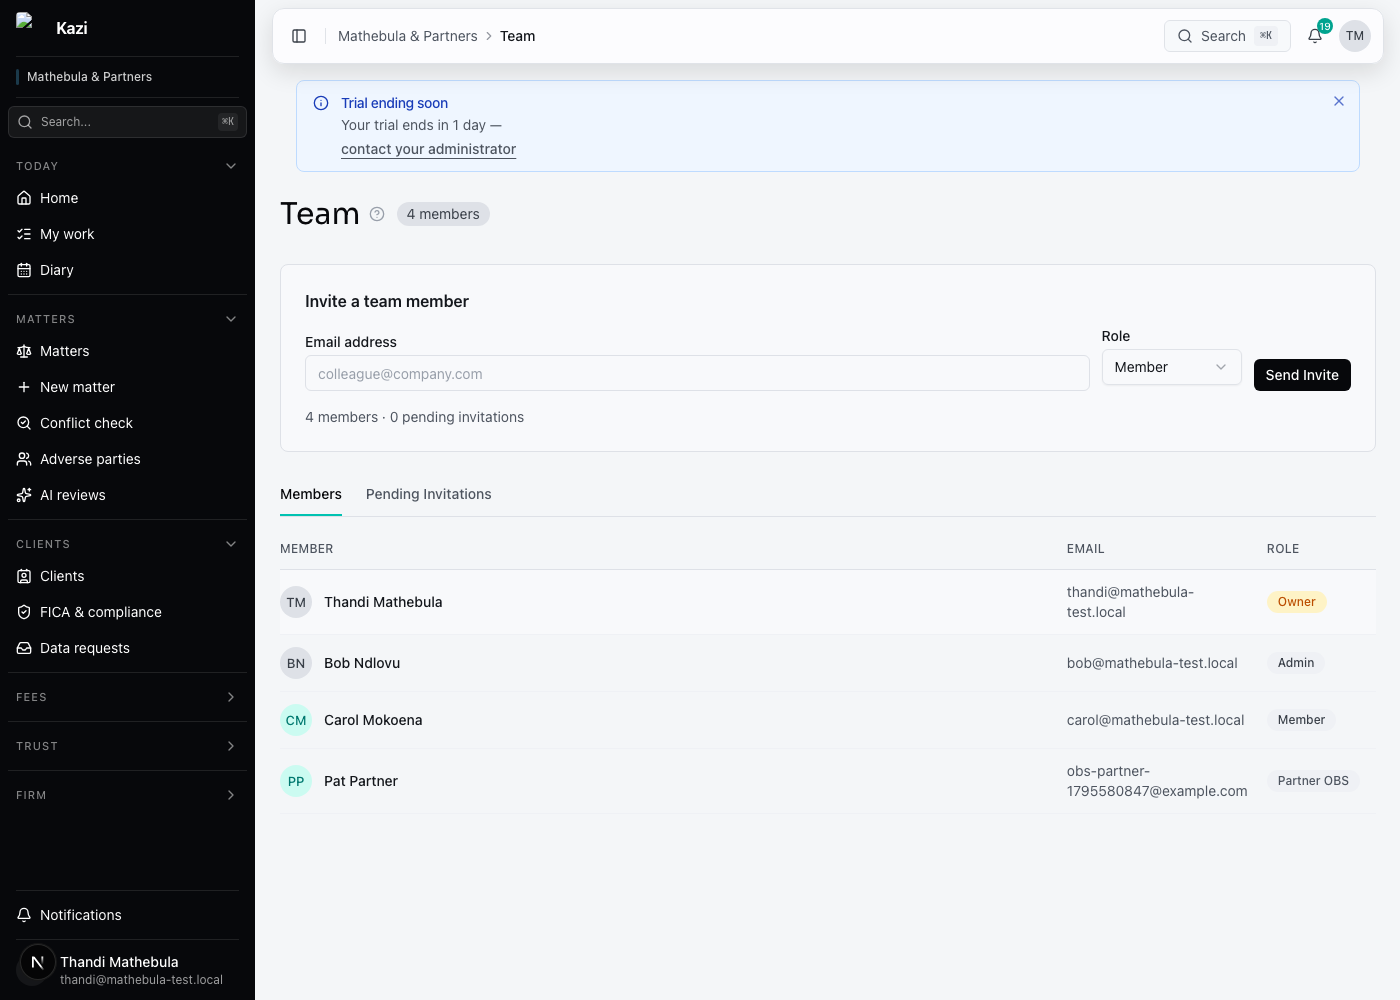 Kazi
Mathebula & Partners
Search...
⌘K
TODAY
Home
My work
Diary
MATTERS
Matters
New matter
Conflict check
Adverse parties
AI reviews
CLIENTS
Clients
FICA & compliance
Data requests
FEES
TRUST
FIRM
Notifications
N
Thandi Mathebula
thandi@mathebula-test.local
Mathebula & Partners > Team
Search ⌘K
19
TM
Trial ending soon
Your trial ends in 1 day —
contact your administrator
Team
4 members
Invite a team member
Email address
colleague@company.com
Role
Member
Send Invite
4 members · 0 pending invitations
Members Pending Invitations
MEMBER EMAIL ROLE
TM Thandi Mathebula thandi@mathebula-
test.local Owner
BN Bob Ndlovu bob@mathebula-test.local Admin
CM Carol Mokoena carol@mathebula-test.local Member
PP Pat Partner obs-partner-
1795580847@example.com Partner OBS